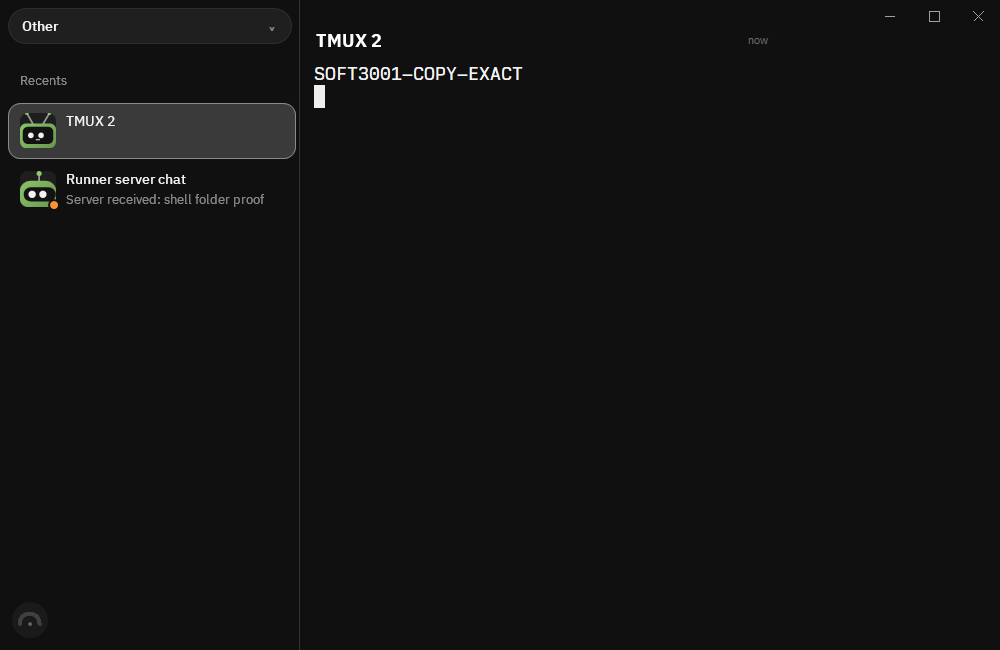 Other
Recents
TMUX 2
Runner server chat
Server received: shell folder proof
TMUX 2
now
SOFT3001-COPY-EXACT